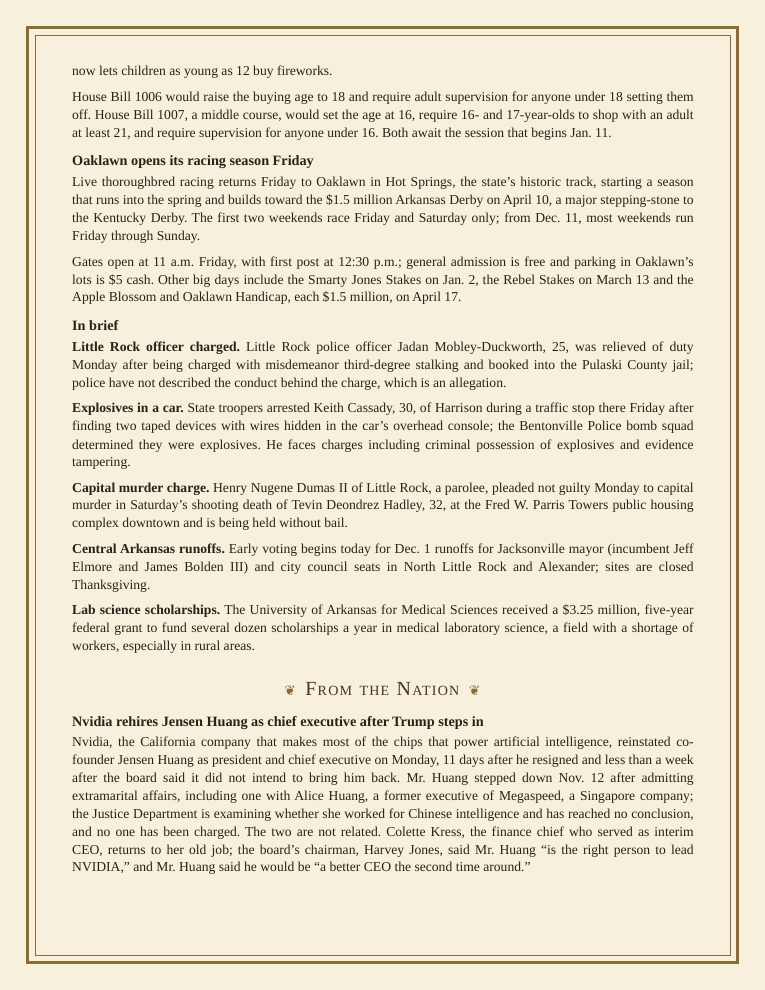 now lets children as young as 12 buy fireworks.
House Bill 1006 would raise the buying age to 18 and require adult supervision for anyone under 18 setting them
off. House Bill 1007, a middle course, would set the age at 16, require 16- and 17-year-olds to shop with an adult
at least 21, and require supervision for anyone under 16. Both await the session that begins Jan. 11.
Oaklawn opens its racing season Friday
Live thoroughbred racing returns Friday to Oaklawn in Hot Springs, the state’s historic track, starting a season
that runs into the spring and builds toward the $1.5 million Arkansas Derby on April 10, a major stepping-stone to
the Kentucky Derby. The first two weekends race Friday and Saturday only; from Dec. 11, most weekends run
Friday through Sunday.
Gates open at 11 a.m. Friday, with first post at 12:30 p.m.; general admission is free and parking in Oaklawn’s
lots is $5 cash. Other big days include the Smarty Jones Stakes on Jan. 2, the Rebel Stakes on March 13 and the
Apple Blossom and Oaklawn Handicap, each $1.5 million, on April 17.
In brief
Little Rock officer charged. Little Rock police officer Jadan Mobley-Duckworth, 25, was relieved of duty
Monday after being charged with misdemeanor third-degree stalking and booked into the Pulaski County jail;
police have not described the conduct behind the charge, which is an allegation.
Explosives in a car. State troopers arrested Keith Cassady, 30, of Harrison during a traffic stop there Friday after
finding two taped devices with wires hidden in the car’s overhead console; the Bentonville Police bomb squad
determined they were explosives. He faces charges including criminal possession of explosives and evidence
tampering.
Capital murder charge. Henry Nugene Dumas II of Little Rock, a parolee, pleaded not guilty Monday to capital
murder in Saturday’s shooting death of Tevin Deondrez Hadley, 32, at the Fred W. Parris Towers public housing
complex downtown and is being held without bail.
Central Arkansas runoffs. Early voting begins today for Dec. 1 runoffs for Jacksonville mayor (incumbent Jeff
Elmore and James Bolden III) and city council seats in North Little Rock and Alexander; sites are closed
Thanksgiving.
Lab science scholarships. The University of Arkansas for Medical Sciences received a $3.25 million, five-year
federal grant to fund several dozen scholarships a year in medical laboratory science, a field with a shortage of
workers, especially in rural areas.
❦ From the Nation ❦
Nvidia rehires Jensen Huang as chief executive after Trump steps in
Nvidia, the California company that makes most of the chips that power artificial intelligence, reinstated co-
founder Jensen Huang as president and chief executive on Monday, 11 days after he resigned and less than a week
after the board said it did not intend to bring him back. Mr. Huang stepped down Nov. 12 after admitting
extramarital affairs, including one with Alice Huang, a former executive of Megaspeed, a Singapore company;
the Justice Department is examining whether she worked for Chinese intelligence and has reached no conclusion,
and no one has been charged. The two are not related. Colette Kress, the finance chief who served as interim
CEO, returns to her old job; the board’s chairman, Harvey Jones, said Mr. Huang “is the right person to lead
NVIDIA,” and Mr. Huang said he would be “a better CEO the second time around.”